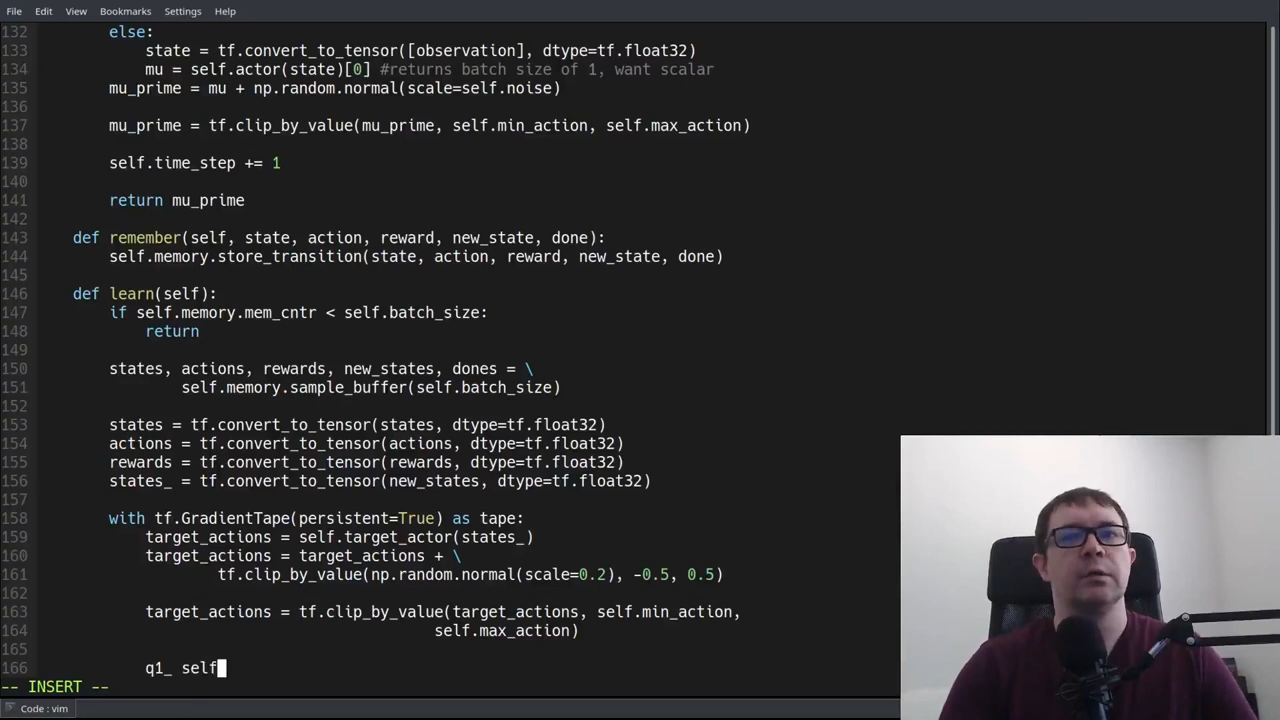 File Edit View Bookmarks Settings Help
132 else:
133 state = tf.convert_to_tensor([observation], dtype=tf.float32)
134 mu = self.actor(state)[0] #returns batch size of 1, want scalar
135 mu_prime = mu + np.random.normal(scale=self.noise)
136
137 mu_prime = tf.clip_by_value(mu_prime, self.min_action, self.max_action)
138
139 self.time_step += 1
140
141 return mu_prime
142
143 def remember(self, state, action, reward, new_state, done):
144 self.memory.store_transition(state, action, reward, new_state, done)
145
146 def learn(self):
147 if self.memory.mem_cntr < self.batch_size:
148 return
149
150 states, actions, rewards, new_states, dones = \
151 self.memory.sample_buffer(self.batch_size)
152
153 states = tf.convert_to_tensor(states, dtype=tf.float32)
154 actions = tf.convert_to_tensor(actions, dtype=tf.float32)
155 rewards = tf.convert_to_tensor(rewards, dtype=tf.float32)
156 states_ = tf.convert_to_tensor(new_states, dtype=tf.float32)
157
158 with tf.GradientTape(persistent=True) as tape:
159 target_actions = self.target_actor(states_)
160 target_actions = target_actions + \
161 tf.clip_by_value(np.random.normal(scale=0.2), -0.5, 0.5)
162
163 target_actions = tf.clip_by_value(target_actions, self.min_action,
164 self.max_action)
165
166 q1_ self
-- INSERT --
Code : vim